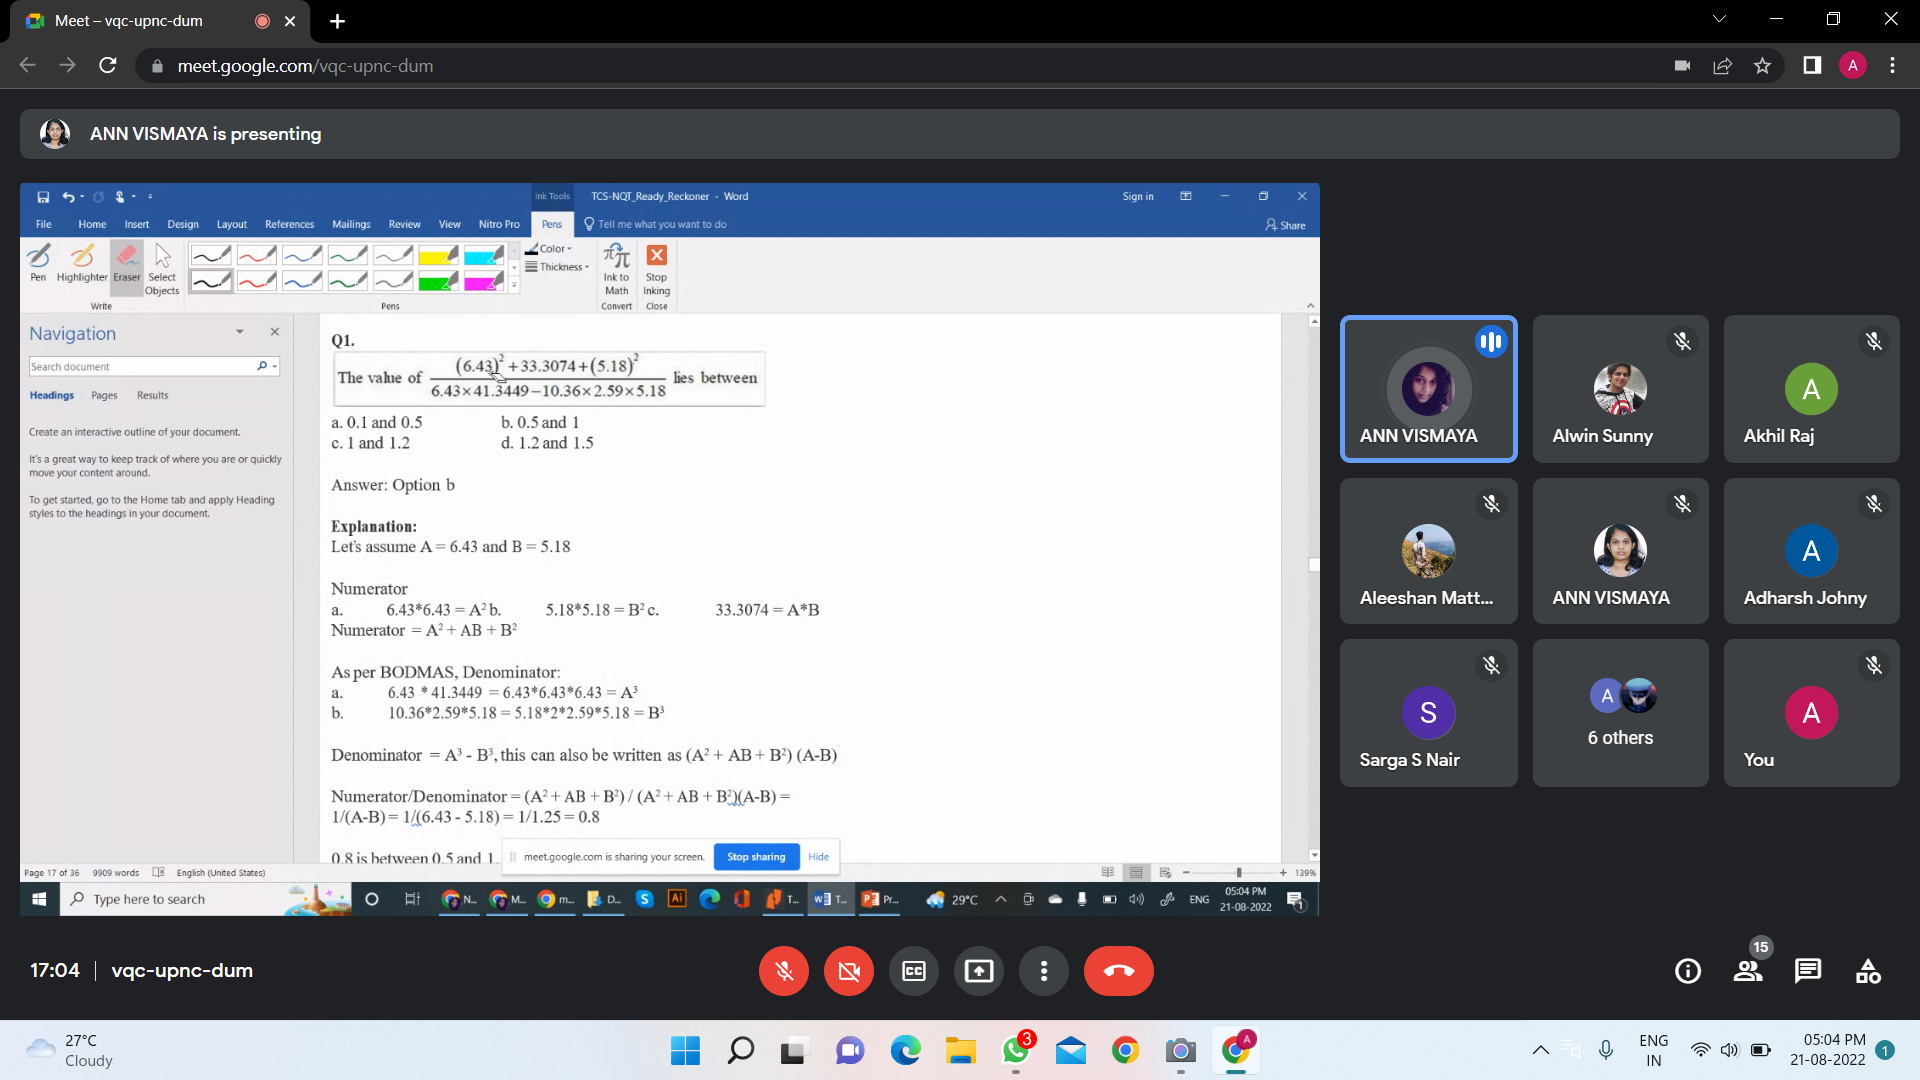 Meet – vqc-upnc-dum
meet.google.com/vqc-upnc-dum
A
ANN VISMAYA is presenting
Ink Tools
TCS-NQT_Ready_Reckoner - Word
Sign in
File Home Insert Design Layout References Mailings Review View Nitro Pro Pens Tell me what you want to do
Share
Pen Highlighter Eraser Select Objects
Color
Thickness
Ink to Math
Stop Inking
Write Pens Convert Close
Navigation
Search document
Headings Pages Results
Create an interactive outline of your document.
It's a great way to keep track of where you are or quickly
move your content around.
To get started, go to the Home tab and apply Heading
styles to the headings in your document.
Q1.
The value of (6.43)² + 33.3074 + (5.18)² / 6.43×41.3449 − 10.36×2.59×5.18 lies between
a. 0.1 and 0.5 b. 0.5 and 1
c. 1 and 1.2 d. 1.2 and 1.5
Answer: Option b
Explanation:
Let's assume A = 6.43 and B = 5.18
Numerator
a. 6.43*6.43 = A² b. 5.18*5.18 = B² c. 33.3074 = A*B
Numerator = A² + AB + B²
As per BODMAS, Denominator:
a. 6.43 * 41.3449 = 6.43*6.43*6.43 = A³
b. 10.36*2.59*5.18 = 5.18*2*2.59*5.18 = B³
Denominator = A³ - B³, this can also be written as (A² + AB + B²) (A-B)
Numerator/Denominator = (A² + AB + B²) / (A² + AB + B²)(A-B) =
1/(A-B) = 1/(6.43 - 5.18) = 1/1.25 = 0.8
0.8 is between 0.5 and 1.
meet.google.com is sharing your screen. Stop sharing Hide
Page 17 of 36 9909 words English (United States)
139%
Type here to search
N... M... m... D... S Ai T... W T... P Pr...
29°C
ENG
05:04 PM
21-08-2022
1
ANN VISMAYA
Alwin Sunny
A
Akhil Raj
Aleeshan Matt...
ANN VISMAYA
A
Adharsh Johny
S
Sarga S Nair
A
6 others
A
You
17:04 | vqc-upnc-dum
CC
15
27°C
Cloudy
3
A
ENG
IN
05:04 PM
21-08-2022
1